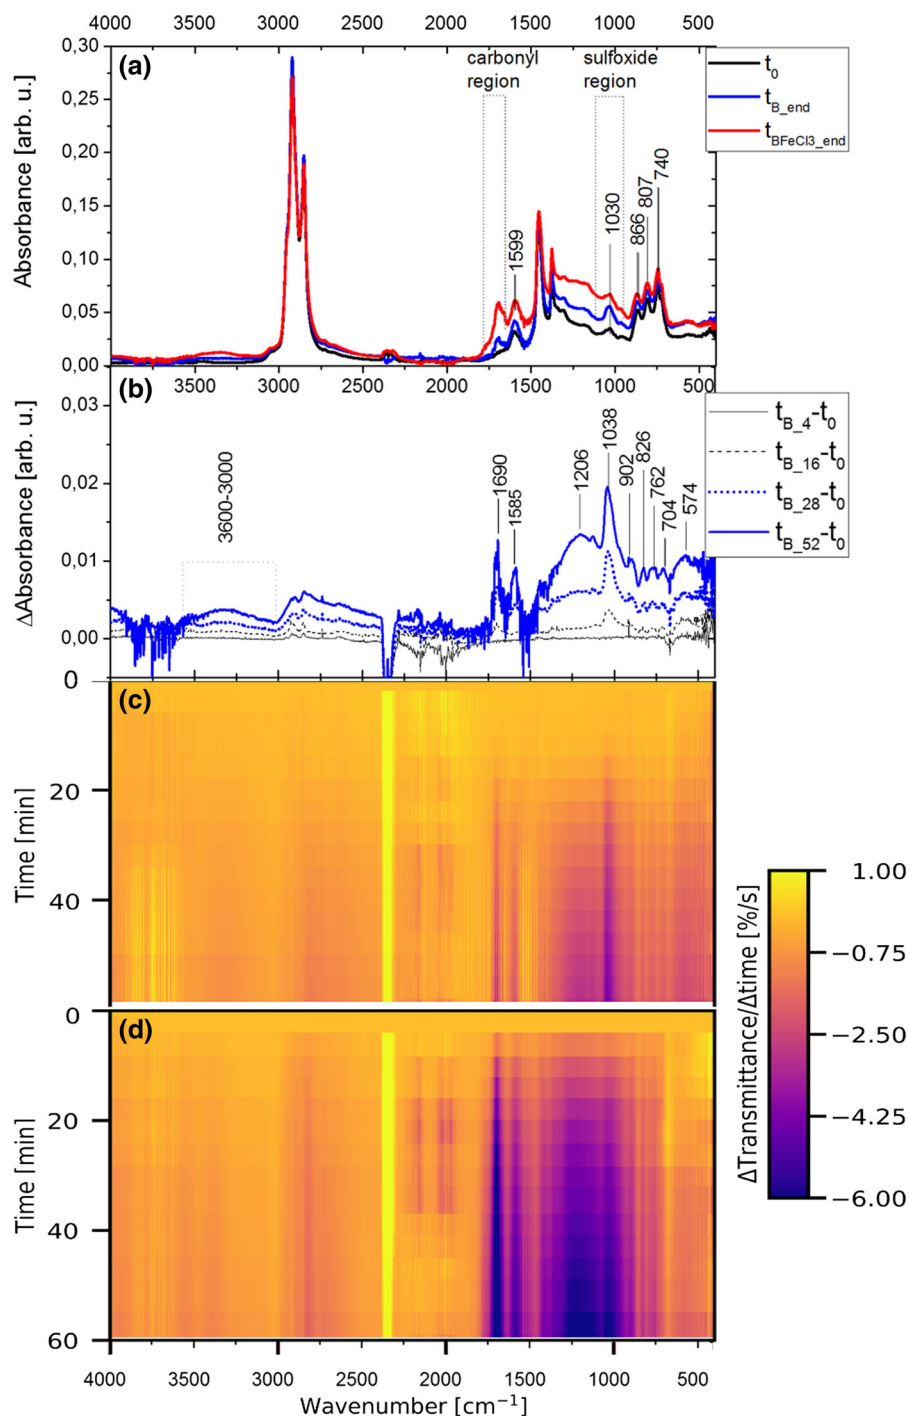 4000 3500 3000 2500 2000 1500 1000 500
0,30
(a)
carbonyl region
sulfoxide region
t0
tB_end
tBFeCl3_end
0,25
0,20
0,15
0,10
0,05
0,00
Absorbance [arb. u.]
1599
1030
866
807
740
3500 3000 2500 2000 1500 1000 500
(b)
0,03
0,02
0,01
0,00
ΔAbsorbance [arb. u.]
3600-3000
1690
1585
1206
1038
902
826
762
704
574
tB_4-t0
tB_16-t0
tB_28-t0
tB_52-t0
0
(c)
20
40
Time [min]
0
(d)
20
40
60
Time [min]
1.00
−0.75
−2.50
−4.25
−6.00
ΔTransmittance/Δtime [%/s]
4000 3500 3000 2500 2000 1500 1000 500
Wavenumber [cm−1]